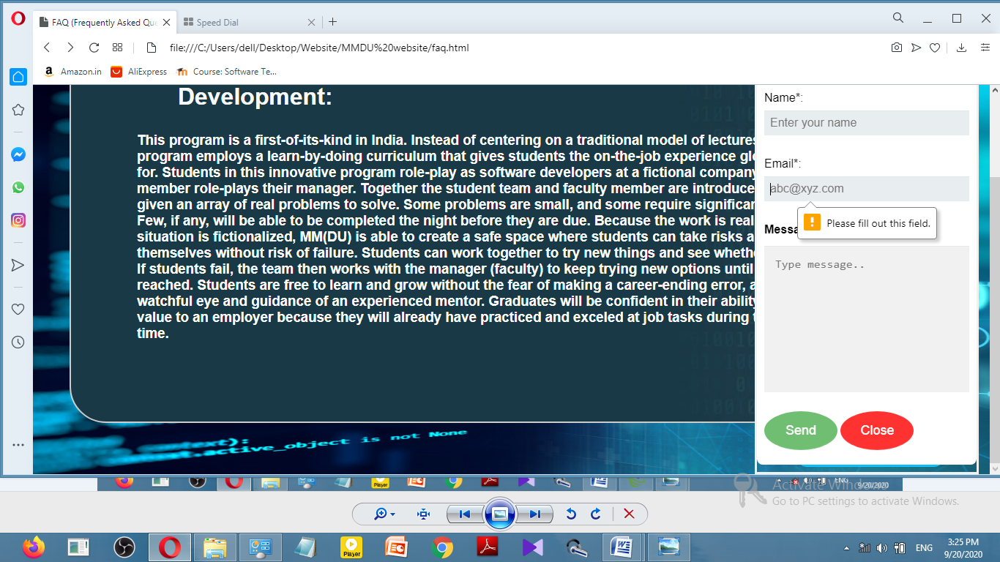 FAQ (Frequently Asked Que
Speed Dial
file:///C:/Users/dell/Desktop/Website/MMDU%20website/faq.html
Amazon.in
AliExpress
Course: Software Te...
Development:
This program is a first-of-its-kind in India. Instead of centering on a traditional model of lectures
program employs a learn-by-doing curriculum that gives students the on-the-job experience glo
for. Students in this innovative program role-play as software developers at a fictional company
member role-plays their manager. Together the student team and faculty member are introduce
given an array of real problems to solve. Some problems are small, and some require significan
Few, if any, will be able to be completed the night before they are due. Because the work is real
situation is fictionalized, MM(DU) is able to create a safe space where students can take risks a
themselves without risk of failure. Students can work together to try new things and see whethe
If students fail, the team then works with the manager (faculty) to keep trying new options until
reached. Students are free to learn and grow without the fear of making a career-ending error, a
watchful eye and guidance of an experienced mentor. Graduates will be confident in their ability
value to an employer because they will already have practiced and exceled at job tasks during t
time.
Name*:
Enter your name
Email*:
abc@xyz.com
Please fill out this field.
Messa
Type message..
Send
Close
context):
active_object is not None
Player
ENG
9/20/2020
Activate Windows
Go to PC settings to activate Windows.
Player
ENG
3:25 PM
9/20/2020